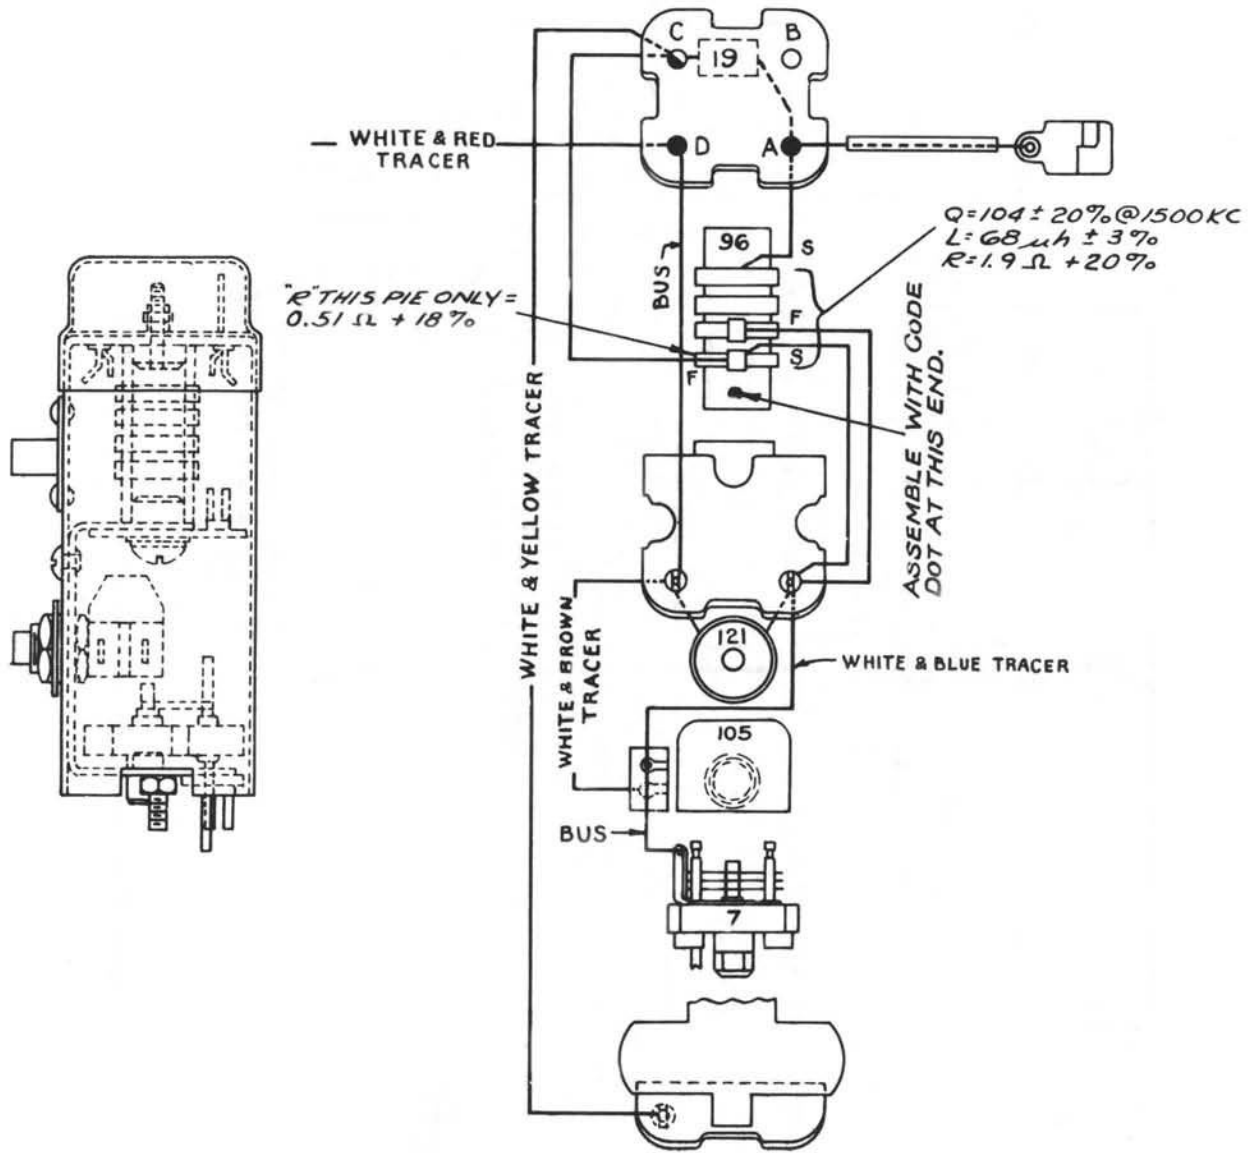 C
B
19
WHITE & RED
TRACER
D
A
Q=104 ± 20% @ 1500 KC
L=68 µh ± 3%
R=1.9 Ω + 20%
96
S
BUS
"R" THIS PIE ONLY =
0.51 Ω + 18%
F
S
F
ASSEMBLE WITH CODE
DOT AT THIS END.
WHITE & YELLOW TRACER
WHITE & BROWN
TRACER
121
WHITE & BLUE TRACER
105
BUS
7